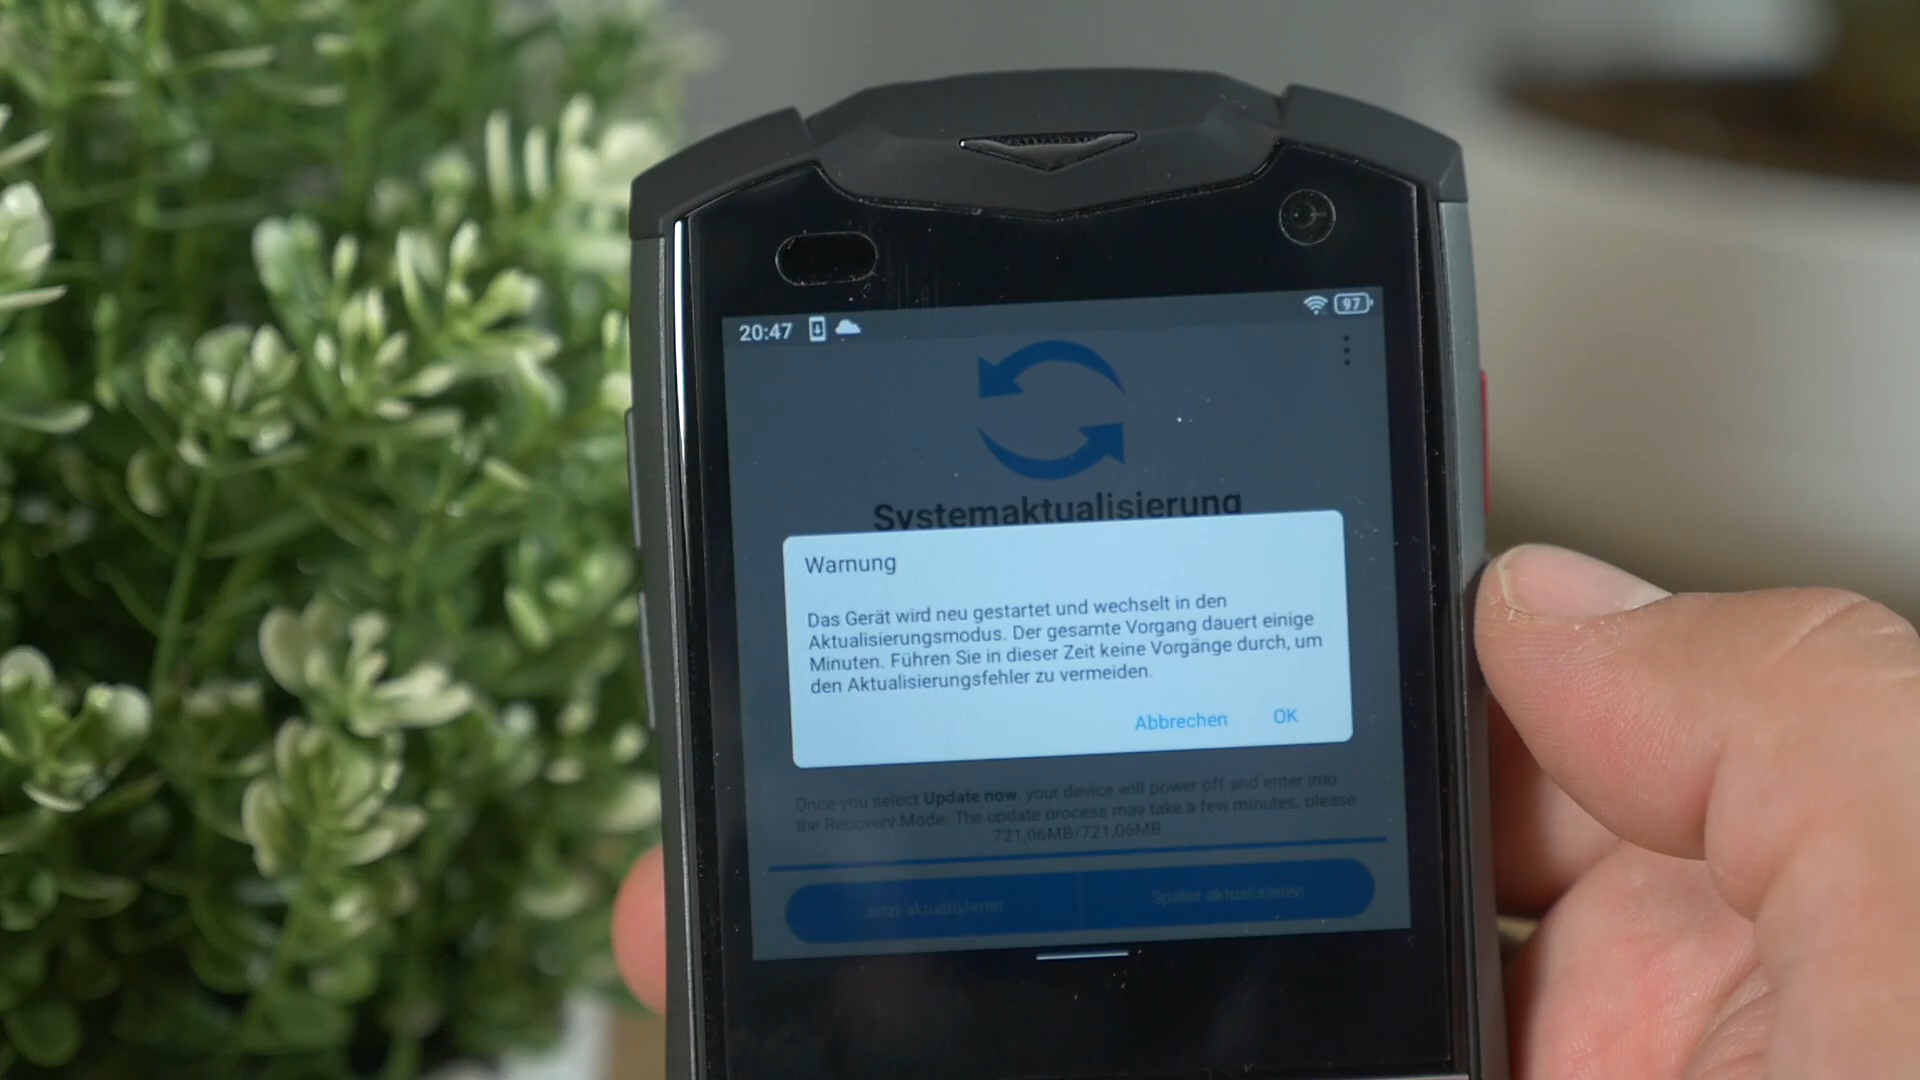 20:47
97
Systemaktualisierung
Warnung
Das Gerät wird neu gestartet und wechselt in den
Aktualisierungsmodus. Der gesamte Vorgang dauert einige
Minuten. Führen Sie in dieser Zeit keine Vorgänge durch, um
den Aktualisierungsfehler zu vermeiden.
Abbrechen OK
Once you select Update now, your device will power off and enter into
the Recovery Mode. The update process may take a few minutes, please
721,06MB/721,06MB
Jetzt aktualisieren Später aktualisieren